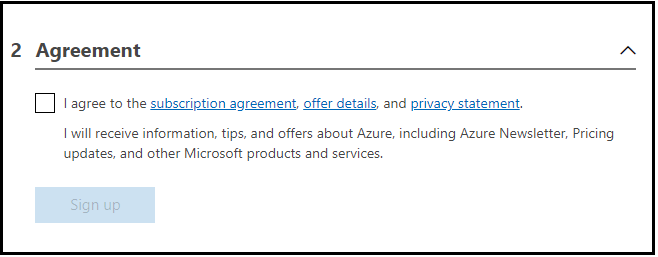 2 Agreement
I agree to the subscription agreement, offer details, and privacy statement.
I will receive information, tips, and offers about Azure, including Azure Newsletter, Pricing
updates, and other Microsoft products and services.
Sign up